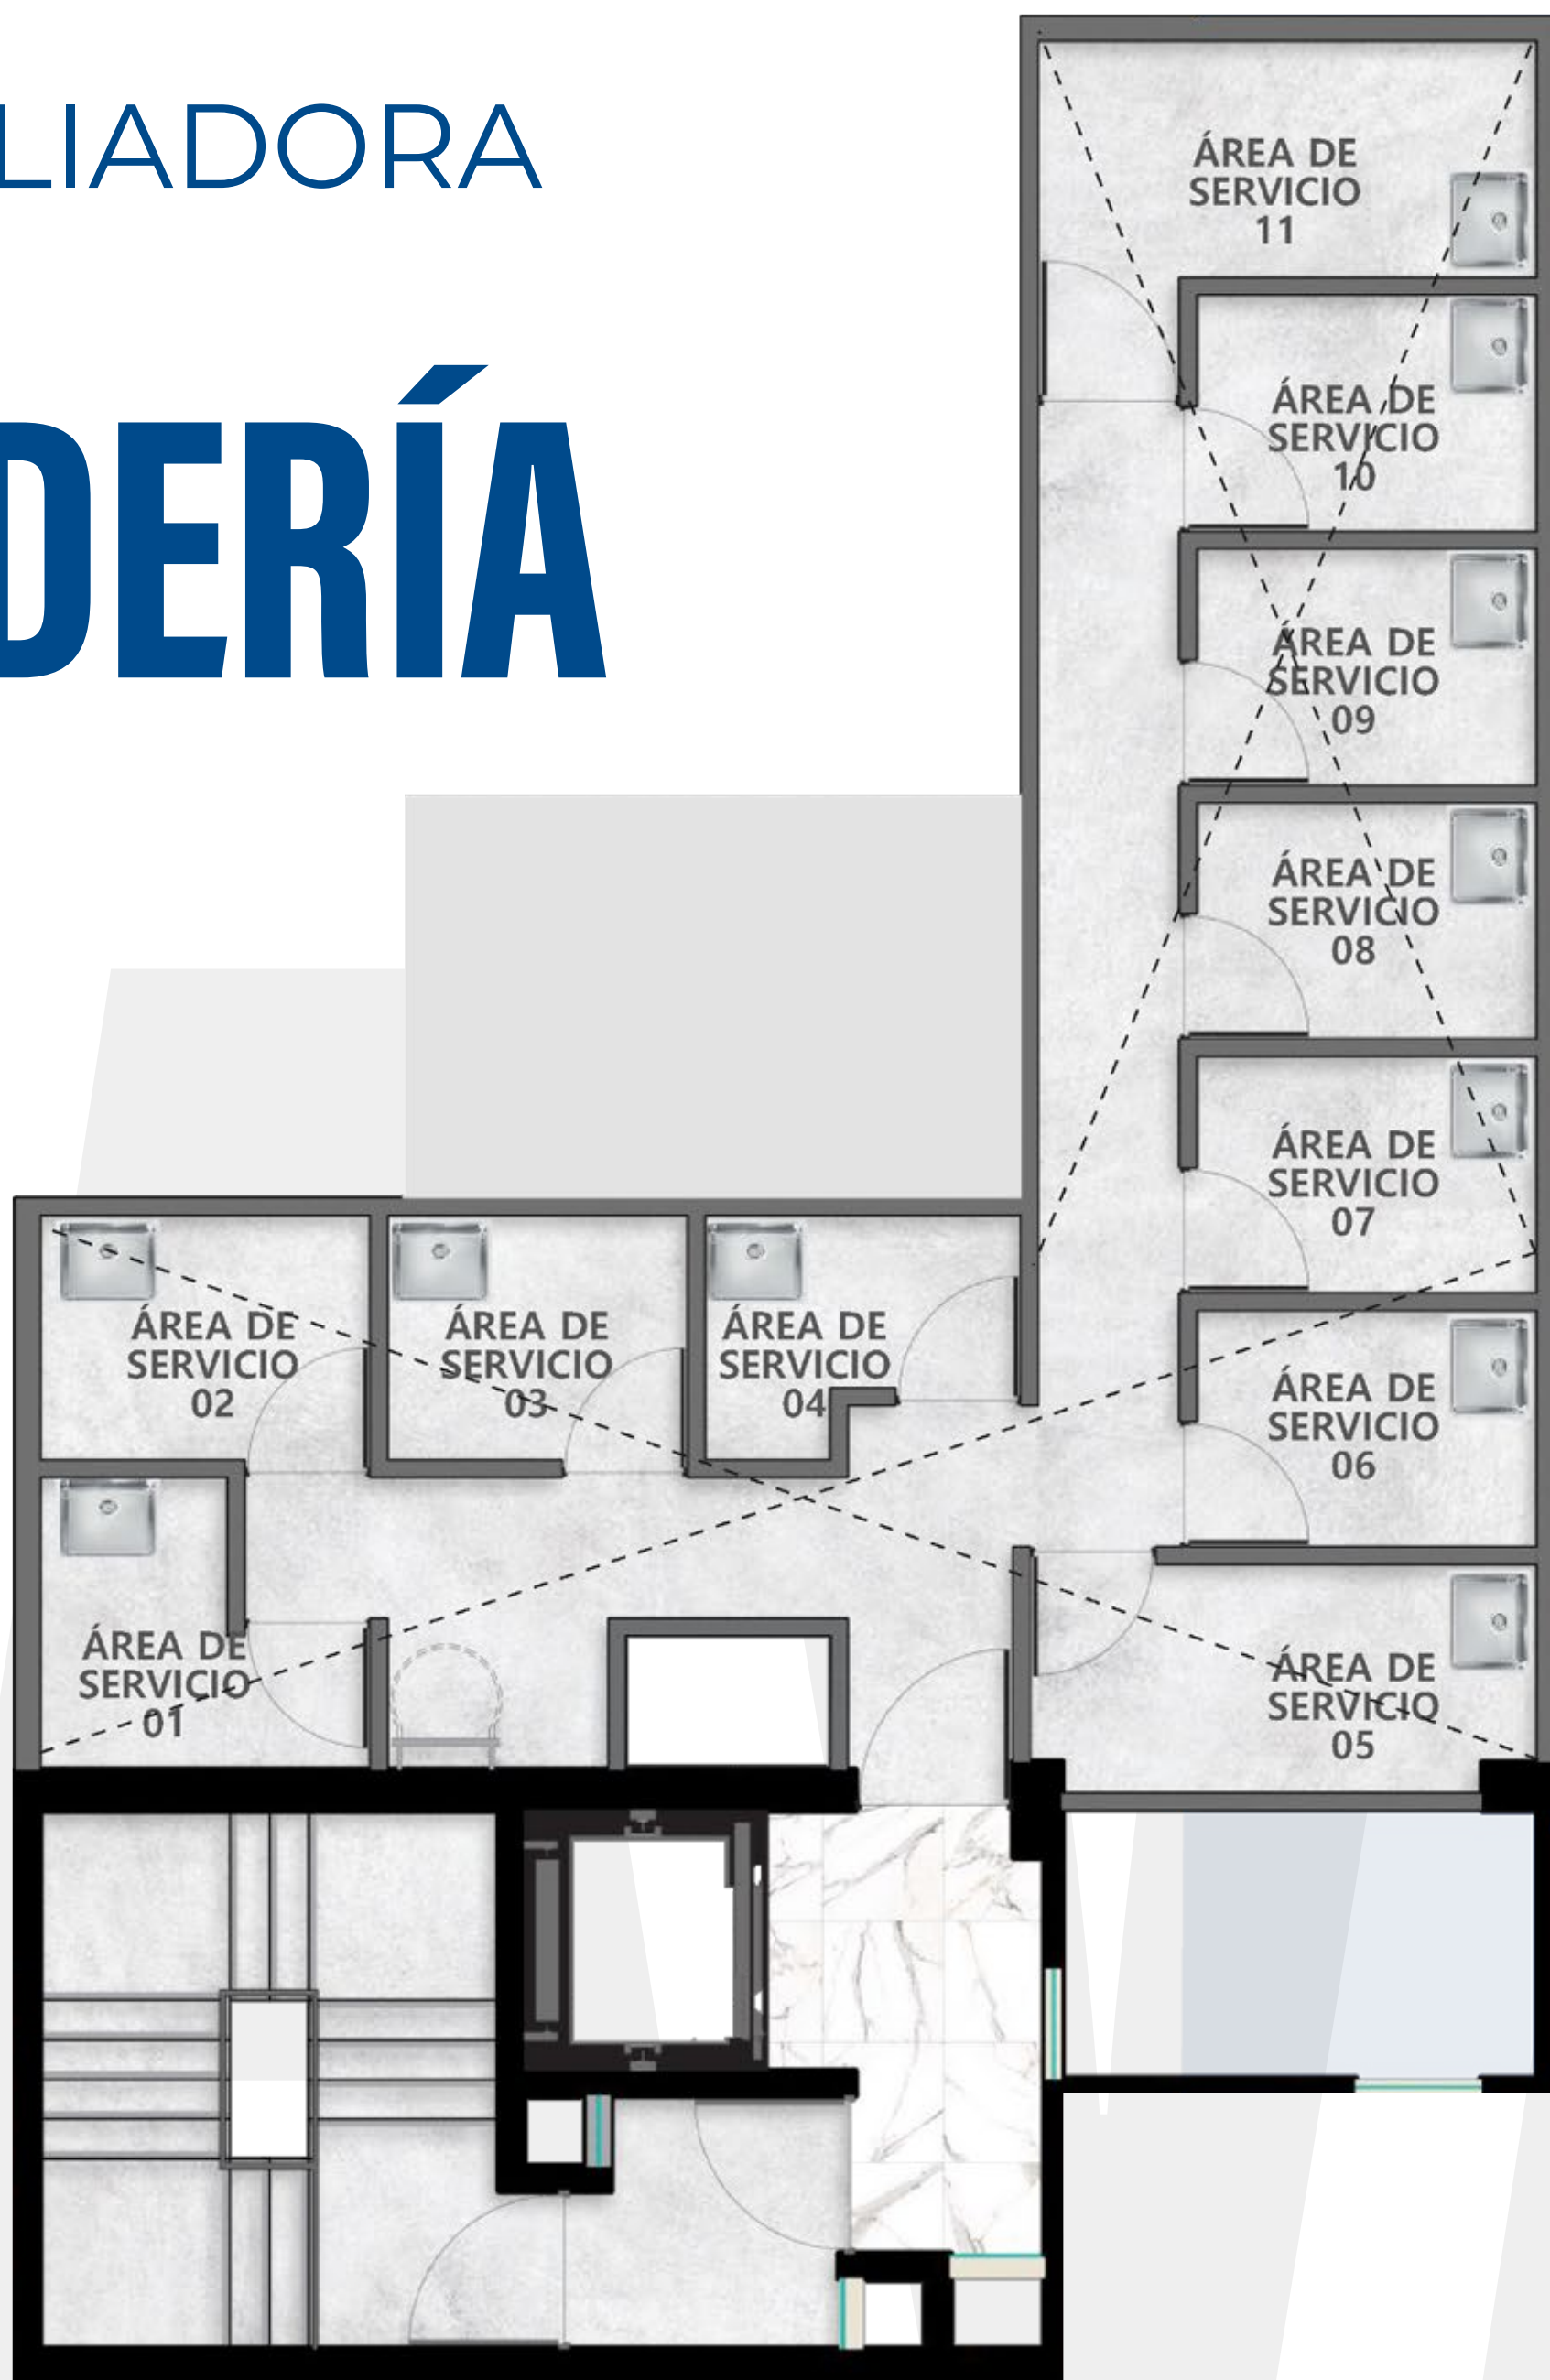 LIADORA
DERÍA
ÁREA DE
SERVICIO
11
ÁREA DE
SERVICIO
10
ÁREA DE
SERVICIO
09
ÁREA DE
SERVICIO
08
ÁREA DE
SERVICIO
07
ÁREA DE
SERVICIO
02
ÁREA DE
SERVICIO
03
ÁREA DE
SERVICIO
04
ÁREA DE
SERVICIO
06
ÁREA DE
SERVICIO
01
ÁREA DE
SERVICIO
05